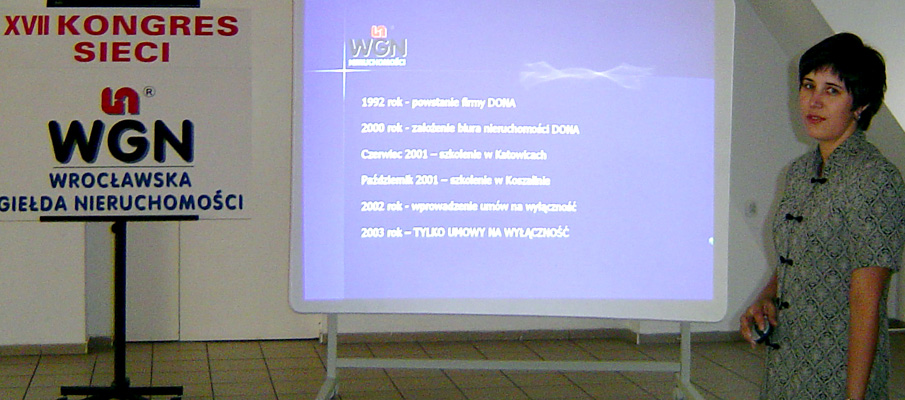 XVII KONGRES
SIECI
®
WGN
WROCŁAWSKA
GIEŁDA NIERUCHOMOŚCI
WGN
NIERUCHOMOŚCI
1992 rok - powstanie firmy DONA
2000 rok - założenie biura nieruchomości DONA
Czerwiec 2001 – szkolenie w Katowicach
Październik 2001 – szkolenie w Koszalinie
2002 rok - wprowadzenie umów na wyłączność
2003 rok – TYLKO UMOWY NA WYŁĄCZNOŚĆ